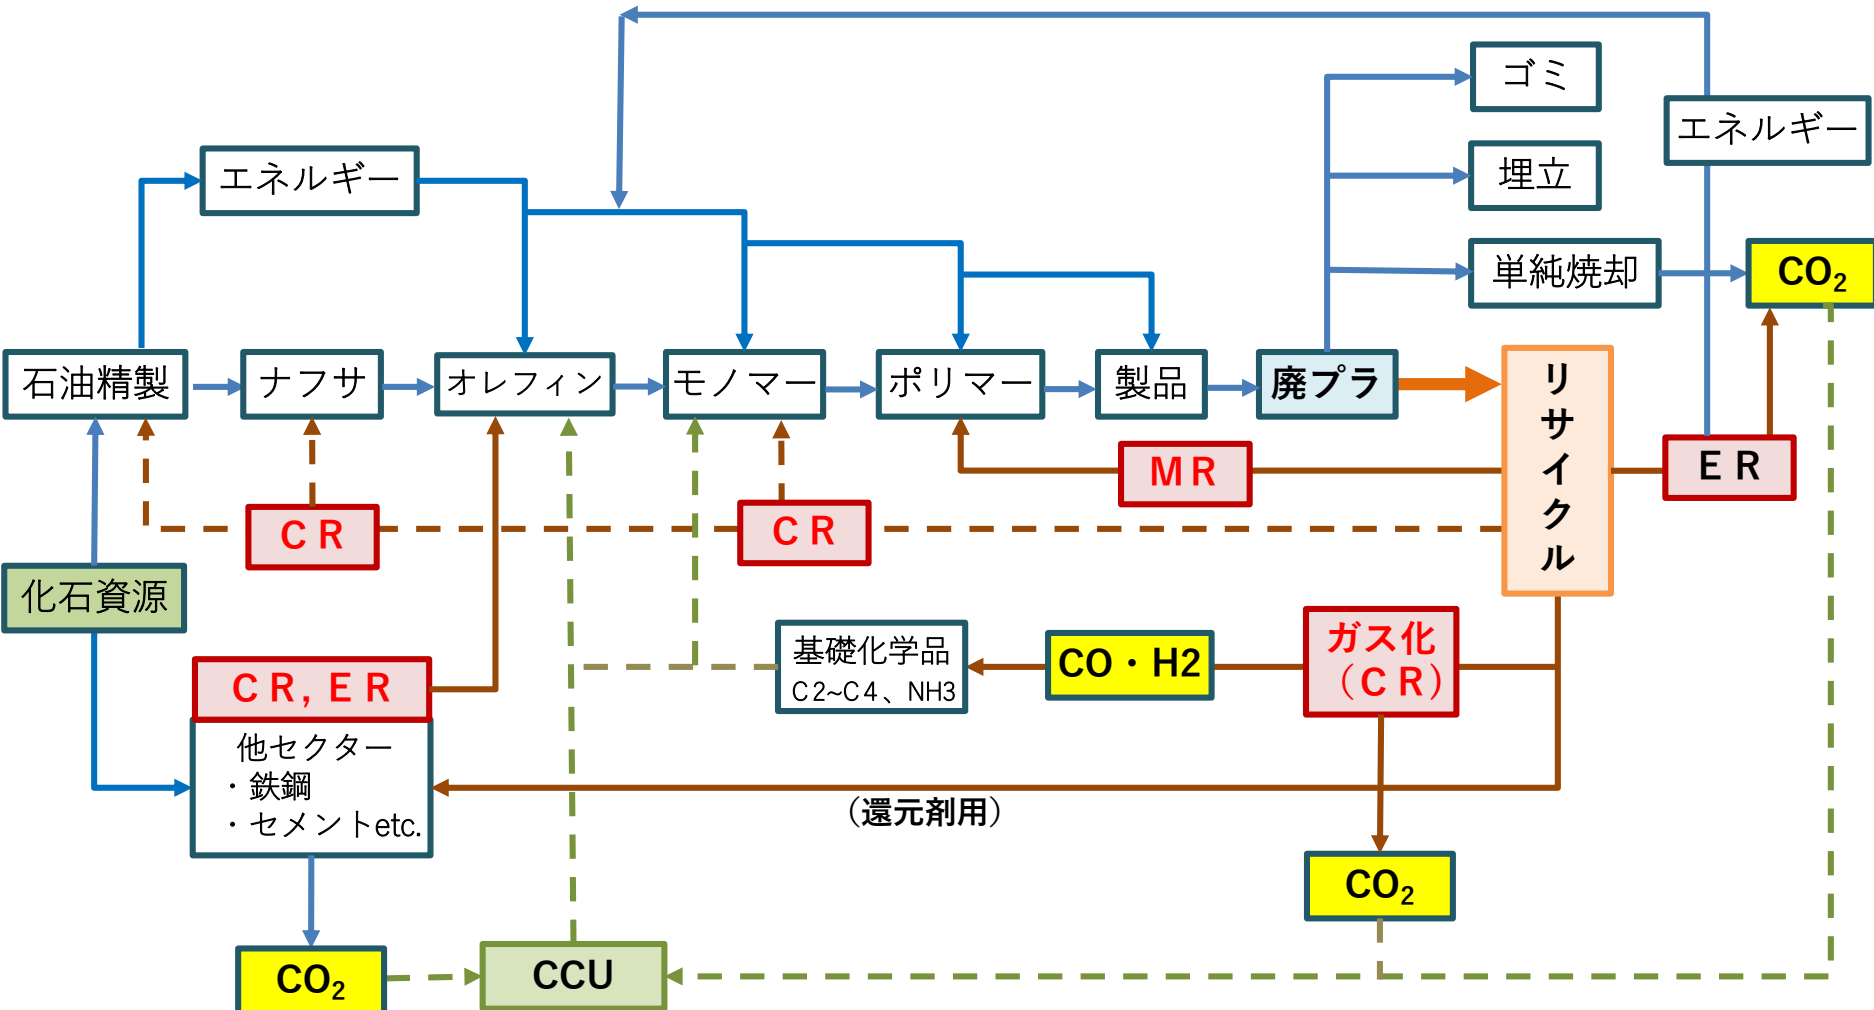 ゴミ
エネルギー
エネルギー
埋立
単純焼却
CO₂
石油精製
ナフサ
オレフィン
モノマー
ポリマー
製品
廃プラ
リサイクル
ＭＲ
ＥＲ
ＣＲ
ＣＲ
化石資源
ＣＲ，ＥＲ
他セクター
・鉄鋼
・セメントetc.
基礎化学品
C2~C4、NH3
CO・H2
ガス化
（ＣＲ）
（還元剤用）
CO₂
CO₂
CCU